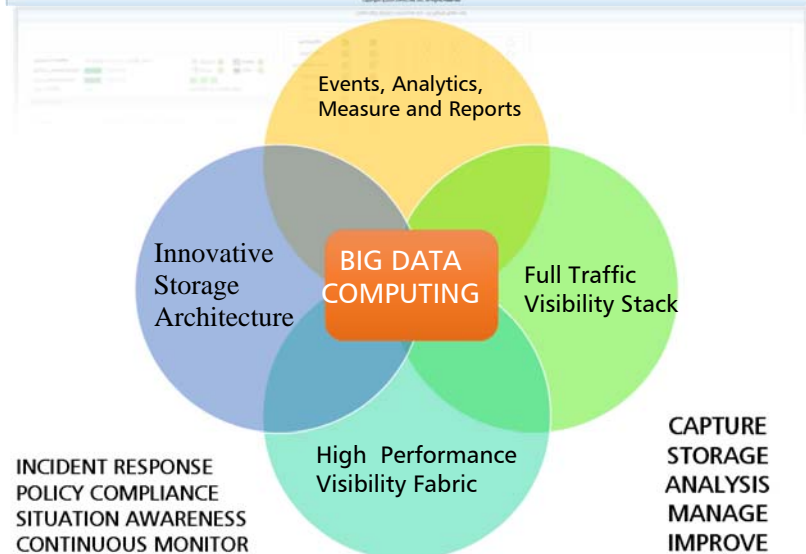 Events, Analytics,
Measure and Reports
Innovative
Storage
Architecture
BIG DATA
COMPUTING
Full Traffic
Visibility Stack
High Performance
Visibility Fabric
INCIDENT RESPONSE
POLICY COMPLIANCE
SITUATION AWARENESS
CONTINUOUS MONITOR
CAPTURE
STORAGE
ANALYSIS
MANAGE
IMPROVE